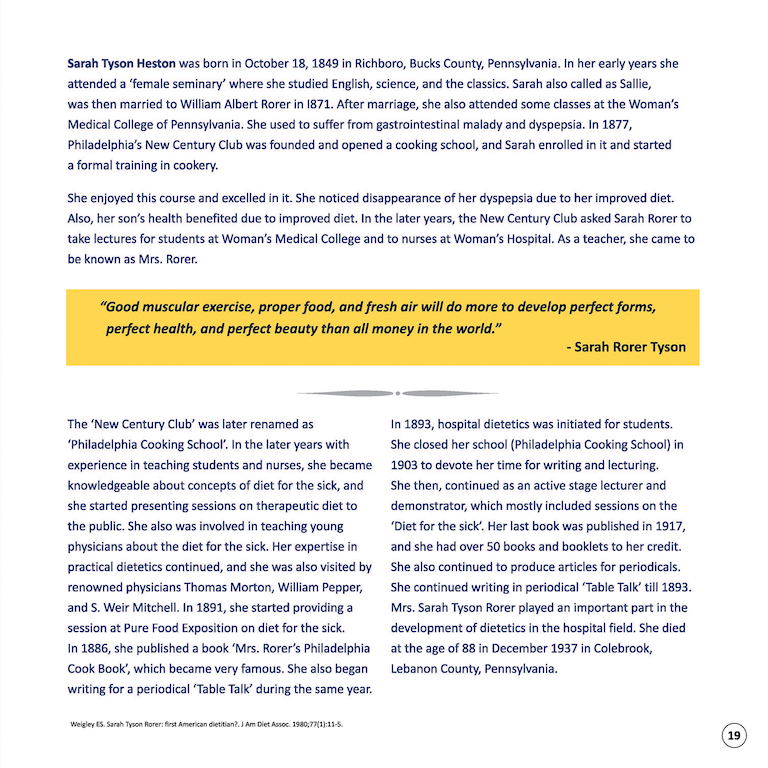 Sarah Tyson Heston was born in October 18, 1849 in Richboro, Bucks County, Pennsylvania. In her early years she
attended a ‘female seminary’ where she studied English, science, and the classics. Sarah also called as Sallie,
was then married to William Albert Rorer in I871. After marriage, she also attended some classes at the Woman’s
Medical College of Pennsylvania. She used to suffer from gastrointestinal malady and dyspepsia. In 1877,
Philadelphia’s New Century Club was founded and opened a cooking school, and Sarah enrolled in it and started
a formal training in cookery.
She enjoyed this course and excelled in it. She noticed disappearance of her dyspepsia due to her improved diet.
Also, her son’s health benefited due to improved diet. In the later years, the New Century Club asked Sarah Rorer to
take lectures for students at Woman’s Medical College and to nurses at Woman’s Hospital. As a teacher, she came to
be known as Mrs. Rorer.
“Good muscular exercise, proper food, and fresh air will do more to develop perfect forms,
perfect health, and perfect beauty than all money in the world.”
- Sarah Rorer Tyson
The ‘New Century Club’ was later renamed as
‘Philadelphia Cooking School’. In the later years with
experience in teaching students and nurses, she became
knowledgeable about concepts of diet for the sick, and
she started presenting sessions on therapeutic diet to
the public. She also was involved in teaching young
physicians about the diet for the sick. Her expertise in
practical dietetics continued, and she was also visited by
renowned physicians Thomas Morton, William Pepper,
and S. Weir Mitchell. In 1891, she started providing a
session at Pure Food Exposition on diet for the sick.
In 1886, she published a book ‘Mrs. Rorer’s Philadelphia
Cook Book’, which became very famous. She also began
writing for a periodical ‘Table Talk’ during the same year.
In 1893, hospital dietetics was initiated for students.
She closed her school (Philadelphia Cooking School) in
1903 to devote her time for writing and lecturing.
She then, continued as an active stage lecturer and
demonstrator, which mostly included sessions on the
‘Diet for the sick’. Her last book was published in 1917,
and she had over 50 books and booklets to her credit.
She also continued to produce articles for periodicals.
She continued writing in periodical ‘Table Talk’ till 1893.
Mrs. Sarah Tyson Rorer played an important part in the
development of dietetics in the hospital field. She died
at the age of 88 in December 1937 in Colebrook,
Lebanon County, Pennsylvania.
Weigley ES. Sarah Tyson Rorer: first American dietitian?. J Am Diet Assoc. 1980;77(1):11-5.
19